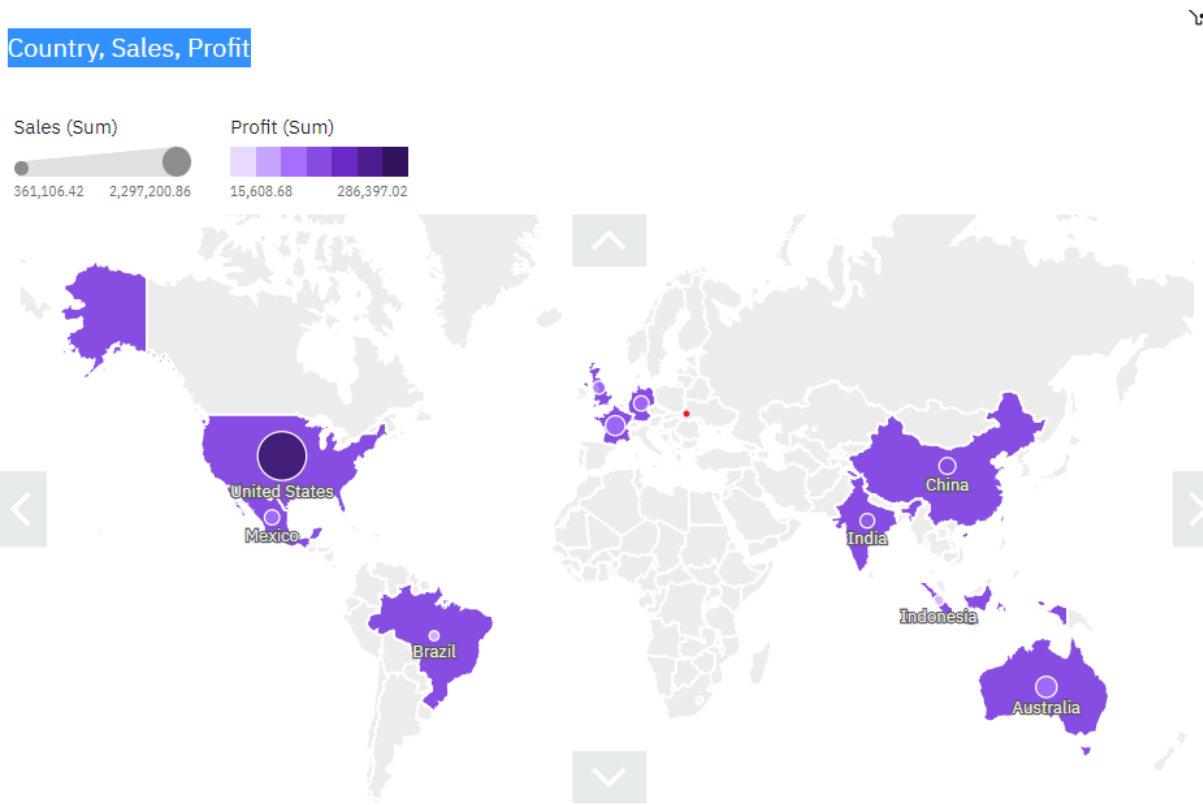 Country, Sales, Profit
Sales (Sum)
Profit (Sum)
361,106.42
2,297,200.86
15,608.68
286,397.02
United States
Mexico
Brazil
China
India
Indonesia
Australia